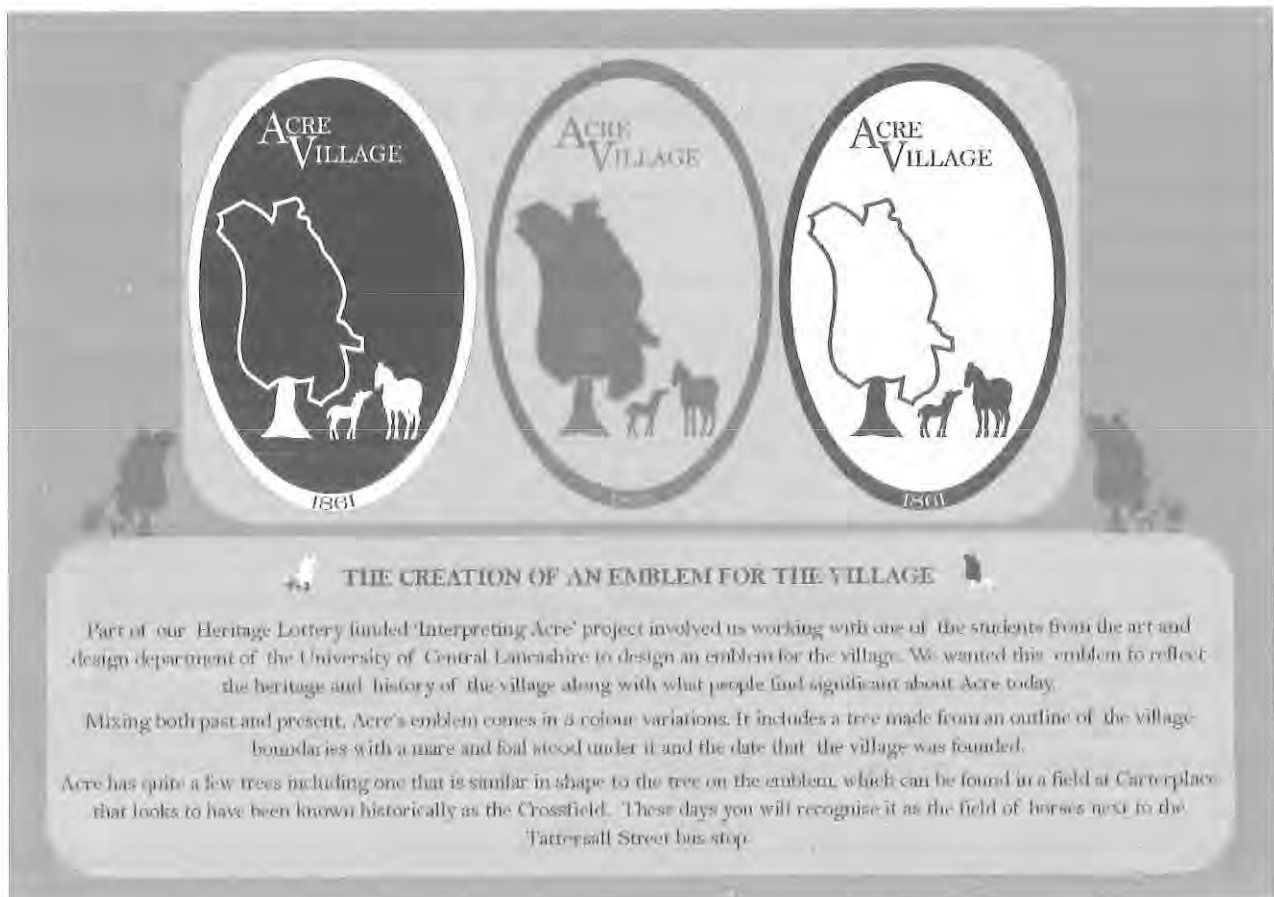 ACRE
VILLAGE
1861
ACRE
VILLAGE
ACRE
VILLAGE
1861
THE CREATION OF AN EMBLEM FOR THE VILLAGE
Part of our Heritage Lottery funded 'Interpreting Acre' project involved us working with one of the students from the art and
design department of the University of Central Lancashire to design an emblem for the village. We wanted this emblem to reflect
the heritage and history of the village along with what people find significant about Acre today.
Mixing both past and present, Acre's emblem comes in 3 colour variations. It includes a tree made from an outline of the village
boundaries with a mare and foal stood under it and the date that the village was founded.
Acre has quite a few trees including one that is similar in shape to the tree on the emblem, which can be found in a field at Carterplace
that looks to have been known historically as the Crossfield. These days you will recognise it as the field of horses next to the
Tattersall Street bus stop